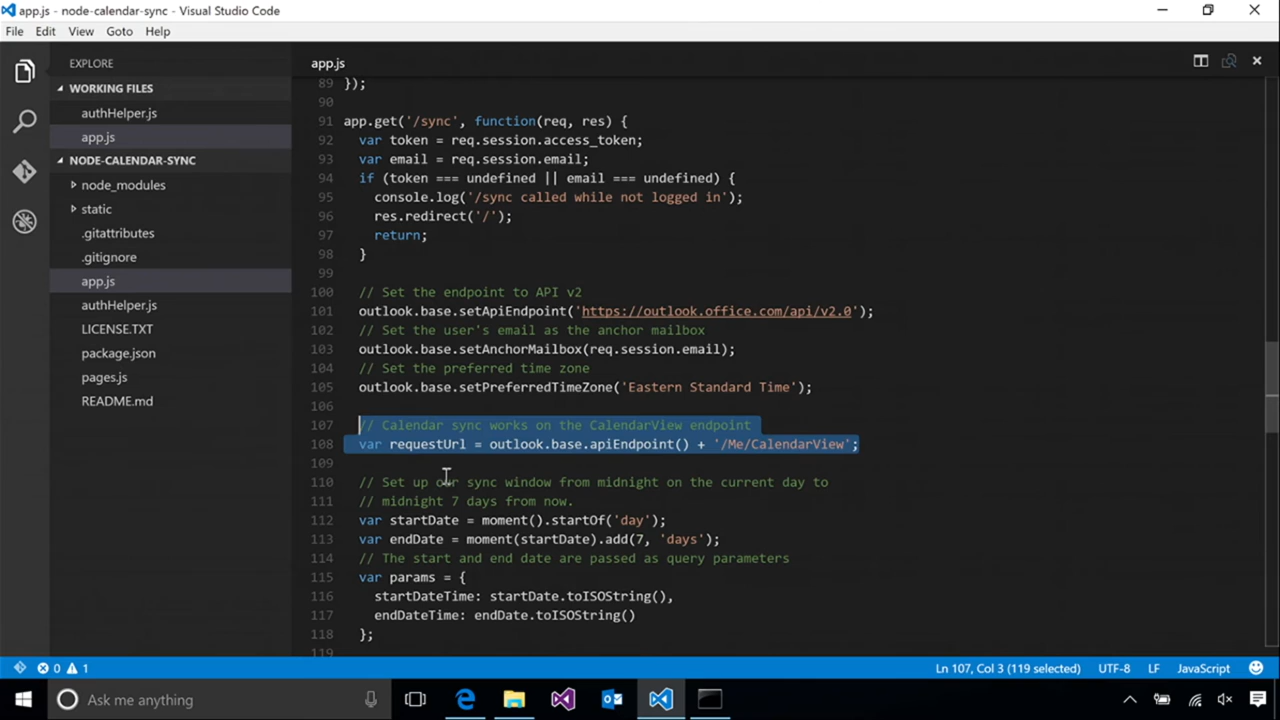 app.js - node-calendar-sync - Visual Studio Code
File Edit View Goto Help
EXPLORE
WORKING FILES
authHelper.js
app.js
NODE-CALENDAR-SYNC
node_modules
static
.gitattributes
.gitignore
app.js
authHelper.js
LICENSE.TXT
package.json
pages.js
README.md
app.js
89 });
90
91 app.get('/sync', function(req, res) {
92 var token = req.session.access_token;
93 var email = req.session.email;
94 if (token === undefined || email === undefined) {
95 console.log('/sync called while not logged in');
96 res.redirect('/');
97 return;
98 }
99
100 // Set the endpoint to API v2
101 outlook.base.setApiEndpoint('https://outlook.office.com/api/v2.0');
102 // Set the user's email as the anchor mailbox
103 outlook.base.setAnchorMailbox(req.session.email);
104 // Set the preferred time zone
105 outlook.base.setPreferredTimeZone('Eastern Standard Time');
106
107 // Calendar sync works on the CalendarView endpoint
108 var requestUrl = outlook.base.apiEndpoint() + '/Me/CalendarView';
109
110 // Set up our sync window from midnight on the current day to
111 // midnight 7 days from now.
112 var startDate = moment().startOf('day');
113 var endDate = moment(startDate).add(7, 'days');
114 // The start and end date are passed as query parameters
115 var params = {
116 startDateTime: startDate.toISOString(),
117 endDateTime: endDate.toISOString()
118 };
119
0 1 Ln 107, Col 3 (119 selected) UTF-8 LF JavaScript
Ask me anything